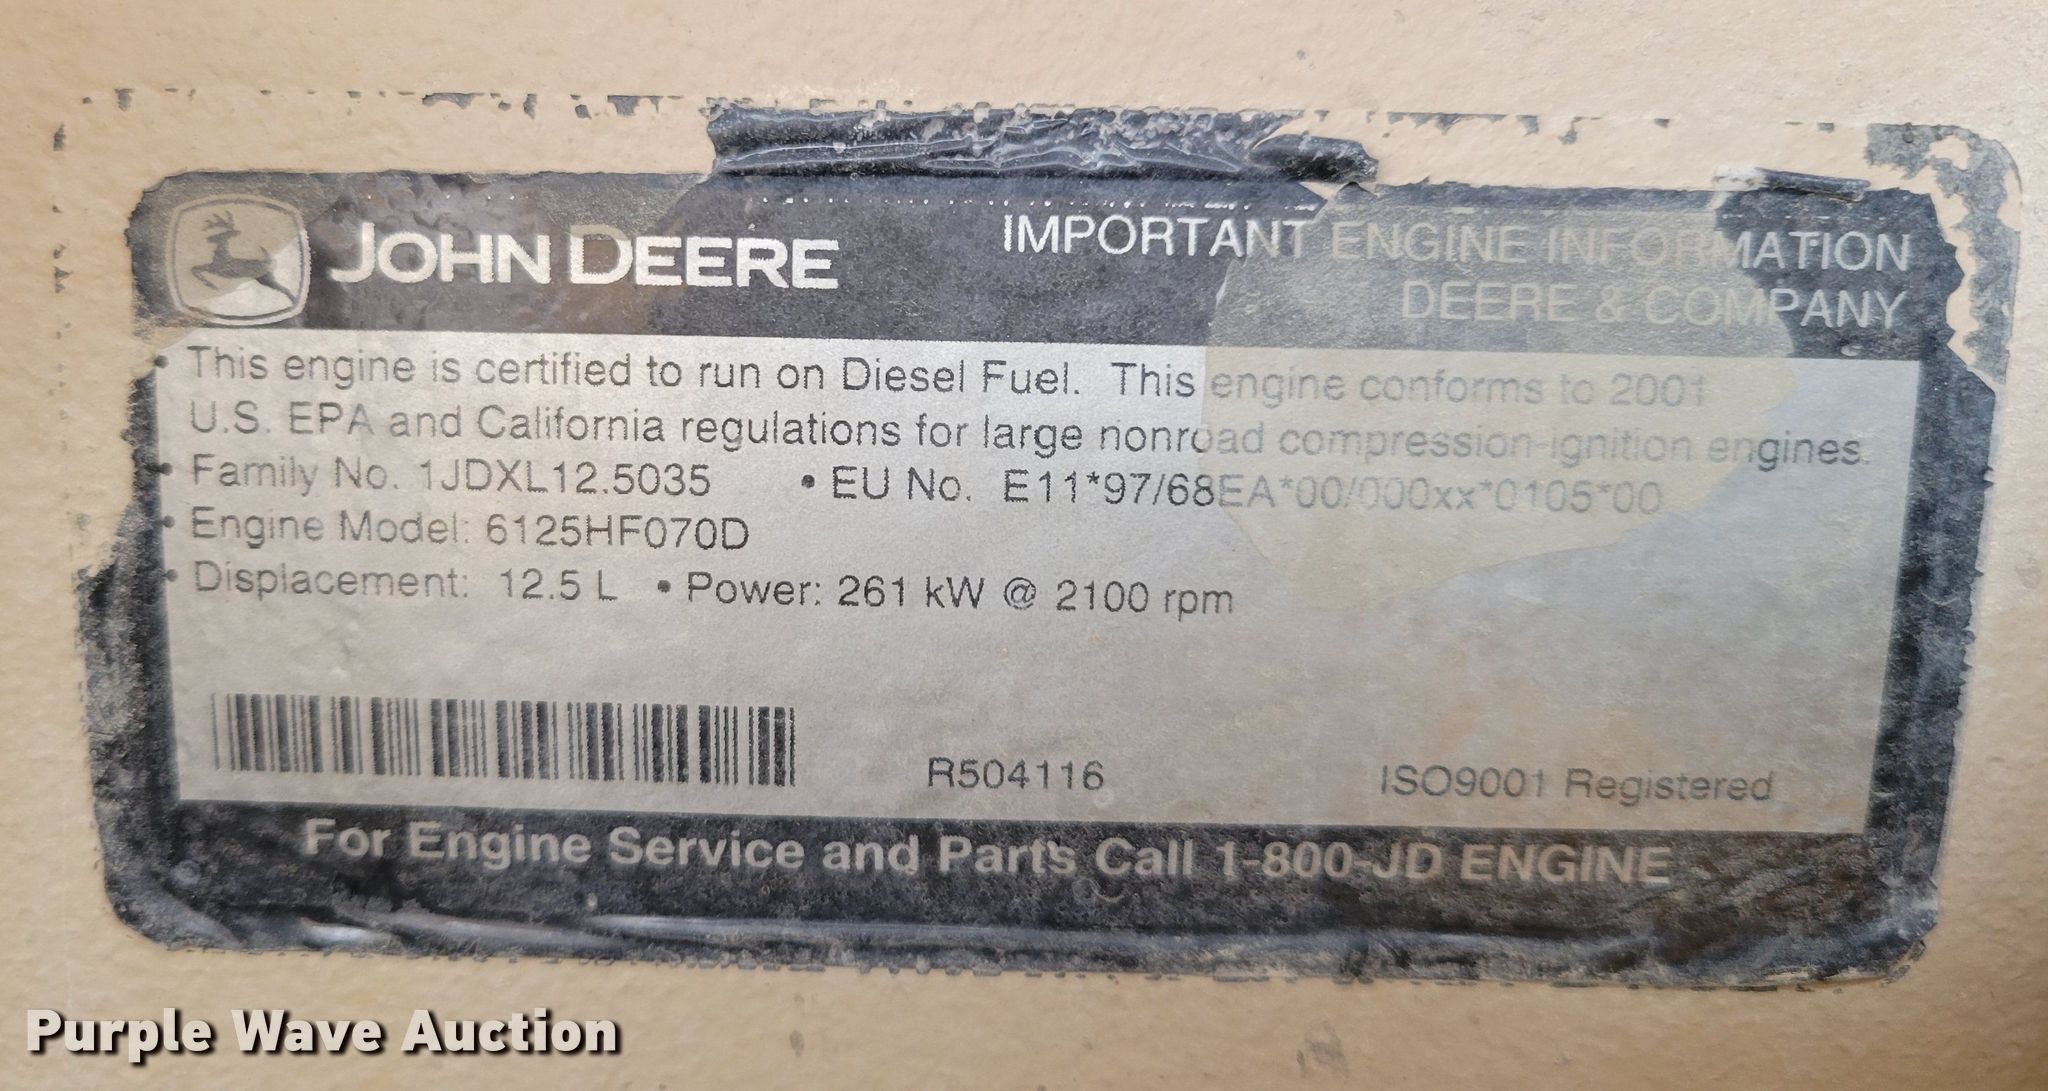 JOHN DEERE
IMPORTANT ENGINE INFORMATION
DEERE & COMPANY
• This engine is certified to run on Diesel Fuel. This engine conforms to 2001
U.S. EPA and California regulations for large nonroad compression-ignition engines.
• Family No. 1JDXL12.5035 • EU No. E11*97/68EA*00/000xx*0105*00
• Engine Model: 6125HF070D
• Displacement: 12.5 L • Power: 261 kW @ 2100 rpm
R504116
ISO9001 Registered
For Engine Service and Parts Call 1-800-JD ENGINE
Purple Wave Auction